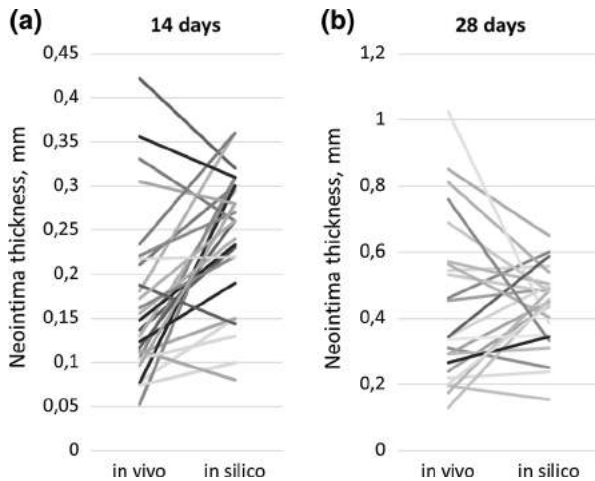 (a)
14 days
Neointima thickness, mm
0,45
0,4
0,35
0,3
0,25
0,2
0,15
0,1
0,05
0
in vivo
in silico
(b)
28 days
Neointima thickness, mm
1,2
1
0,8
0,6
0,4
0,2
0
in vivo
in silico